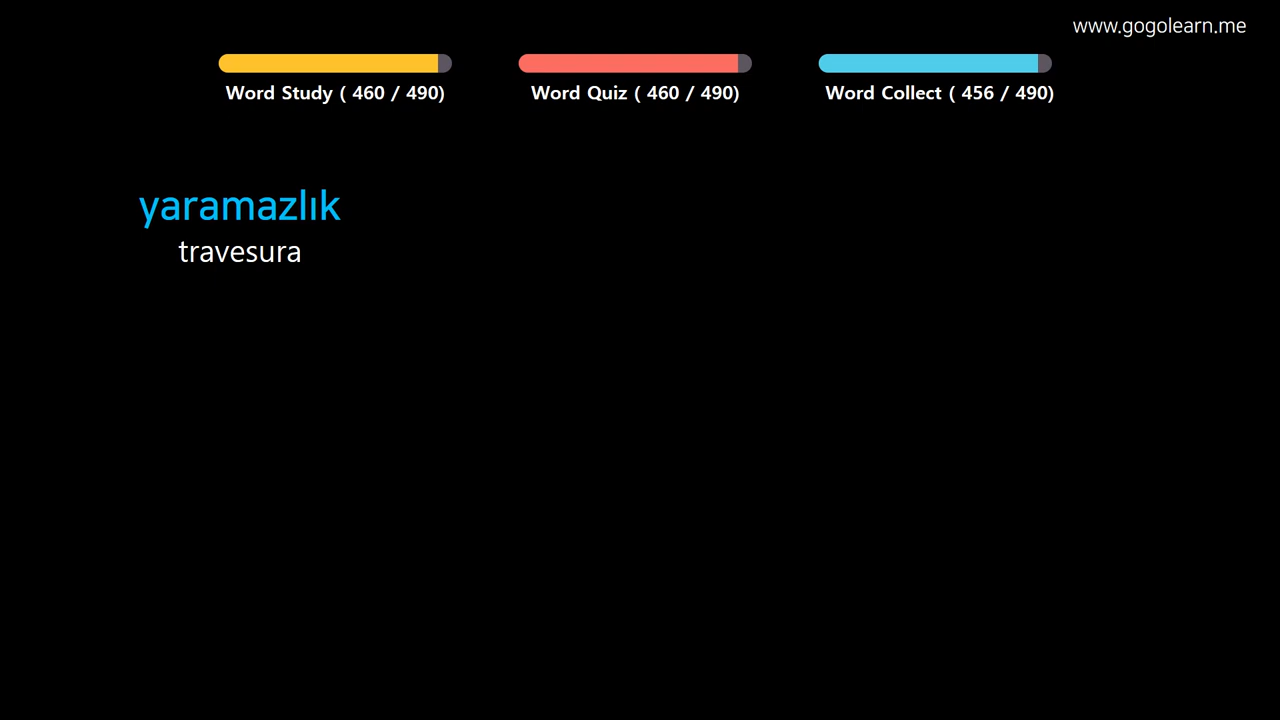 www.gogolearn.me
Word Study ( 460 / 490)
Word Quiz ( 460 / 490)
Word Collect ( 456 / 490)
yaramazlık
travesura